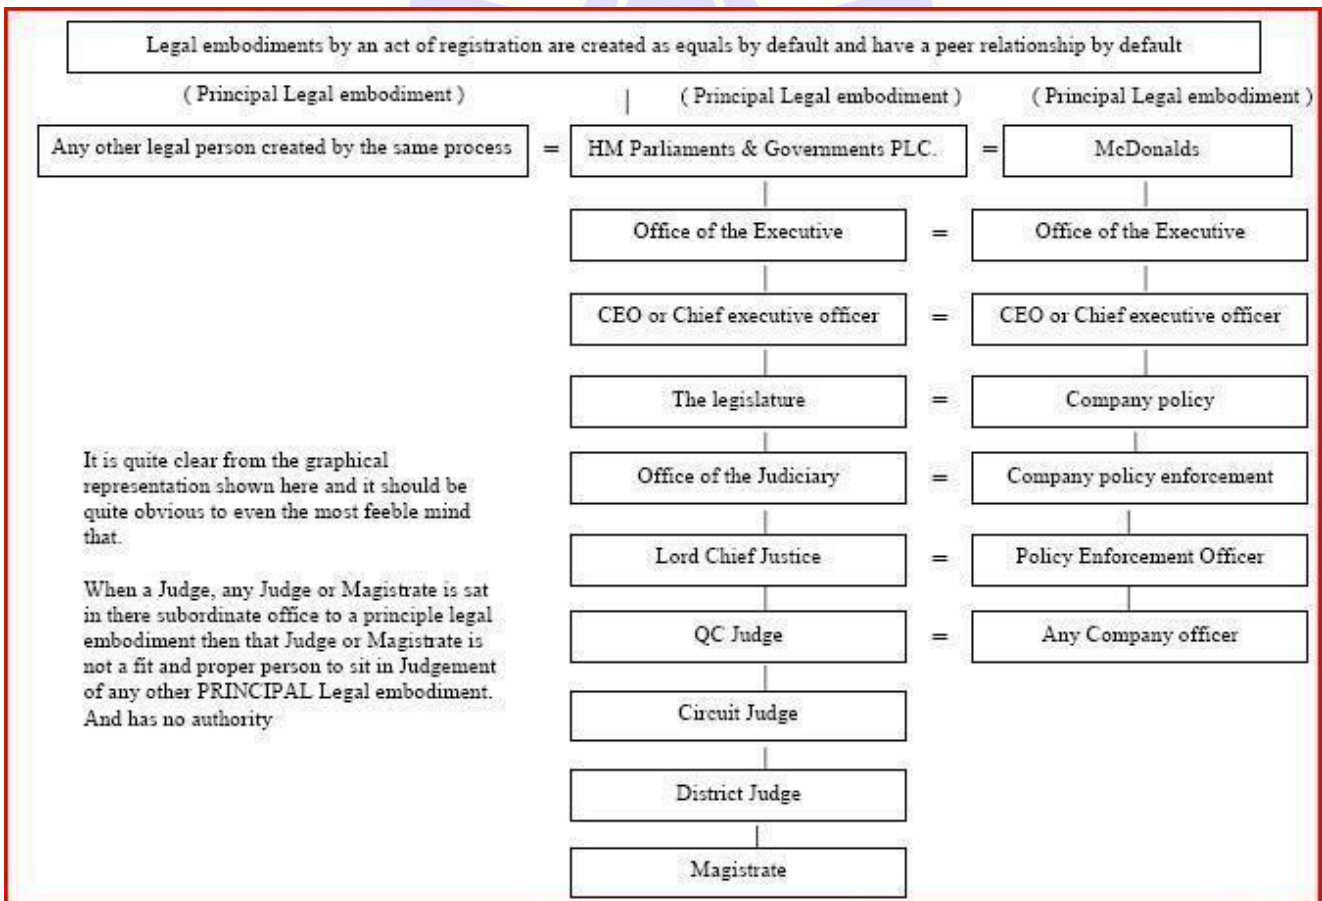 Legal embodiments by an act of registration are created as equals by default and have a peer relationship by default
( Principal Legal embodiment ) | ( Principal Legal embodiment ) ( Principal Legal embodiment )
Any other legal person created by the same process = HM Parliaments & Governments PLC. = McDonalds
Office of the Executive = Office of the Executive
CEO or Chief executive officer = CEO or Chief executive officer
The legislature = Company policy
Office of the Judiciary = Company policy enforcement
Lord Chief Justice = Policy Enforcement Officer
QC Judge = Any Company officer
Circuit Judge
District Judge
Magistrate
It is quite clear from the graphical
representation shown here and it should be
quite obvious to even the most feeble mind
that.
When a Judge, any Judge or Magistrate is sat
in there subordinate office to a principle legal
embodiment then that Judge or Magistrate is
not a fit and proper person to sit in Judgement
of any other PRINCIPAL Legal embodiment.
And has no authority